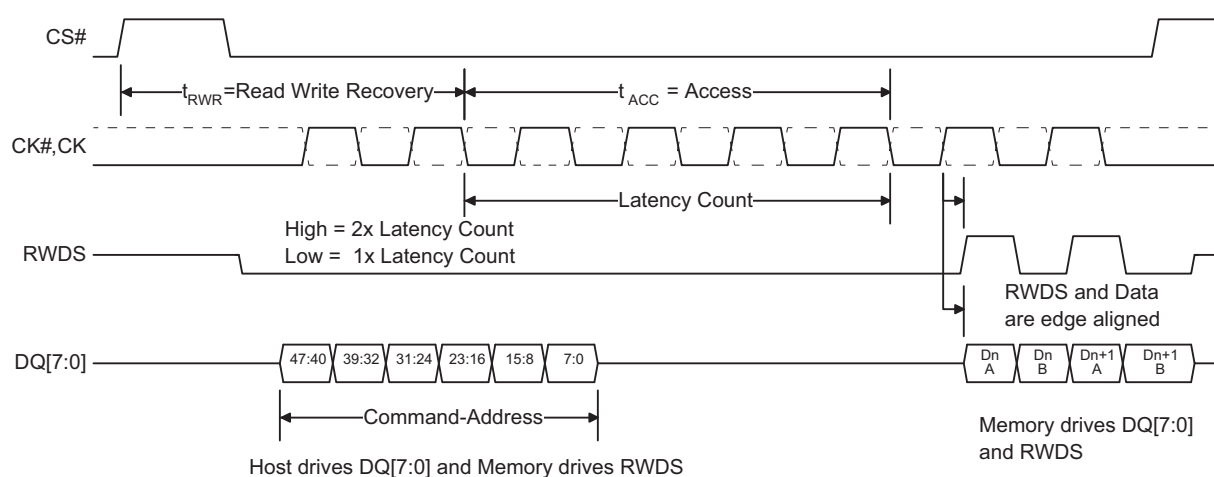 CS#
tRWR=Read Write Recovery
tACC = Access
CK#,CK
Latency Count
High = 2x Latency Count
Low = 1x Latency Count
RWDS
RWDS and Data
are edge aligned
DQ[7:0]
47:40 39:32 31:24 23:16 15:8 7:0
Dn A
Dn B
Dn+1 A
Dn+1 B
Command-Address
Memory drives DQ[7:0]
and RWDS
Host drives DQ[7:0] and Memory drives RWDS